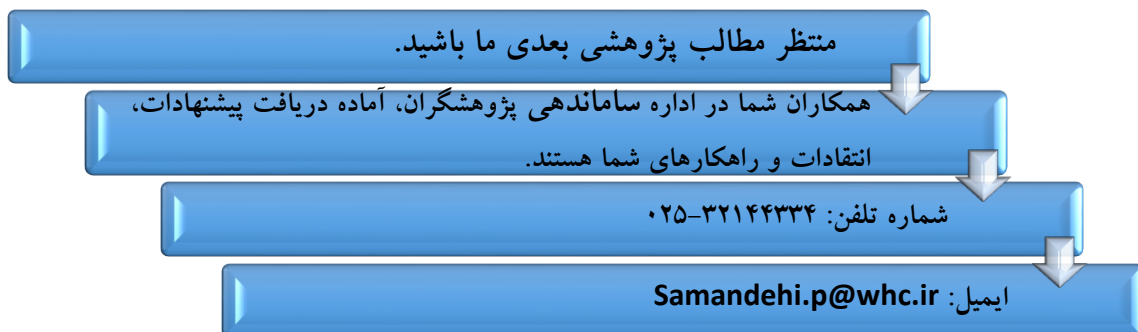 منتظر مطالب پژوهشی بعدی ما باشید.
همکاران شما در اداره ساماندهی پژوهشگران، آماده دریافت پیشنهادات،
انتقادات و راهکارهای شما هستند.
شماره تلفن: ۳۲۱۴۴۳۳۴-۰۲۵
ایمیل: Samandehi.p@whc.ir